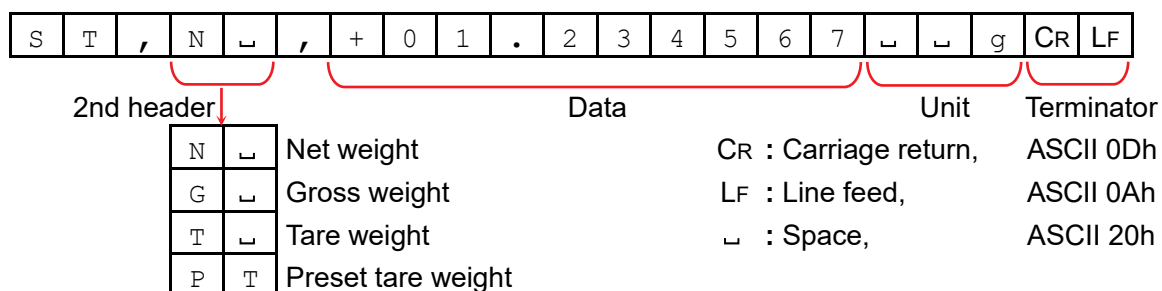 S T , N ␣ , + 0 1 . 2 3 4 5 6 7 ␣ ␣ g CR LF
2nd header Data Unit Terminator
N ␣ Net weight CR : Carriage return, ASCII 0Dh
G ␣ Gross weight LF : Line feed, ASCII 0Ah
T ␣ Tare weight ␣ : Space, ASCII 20h
P T Preset tare weight